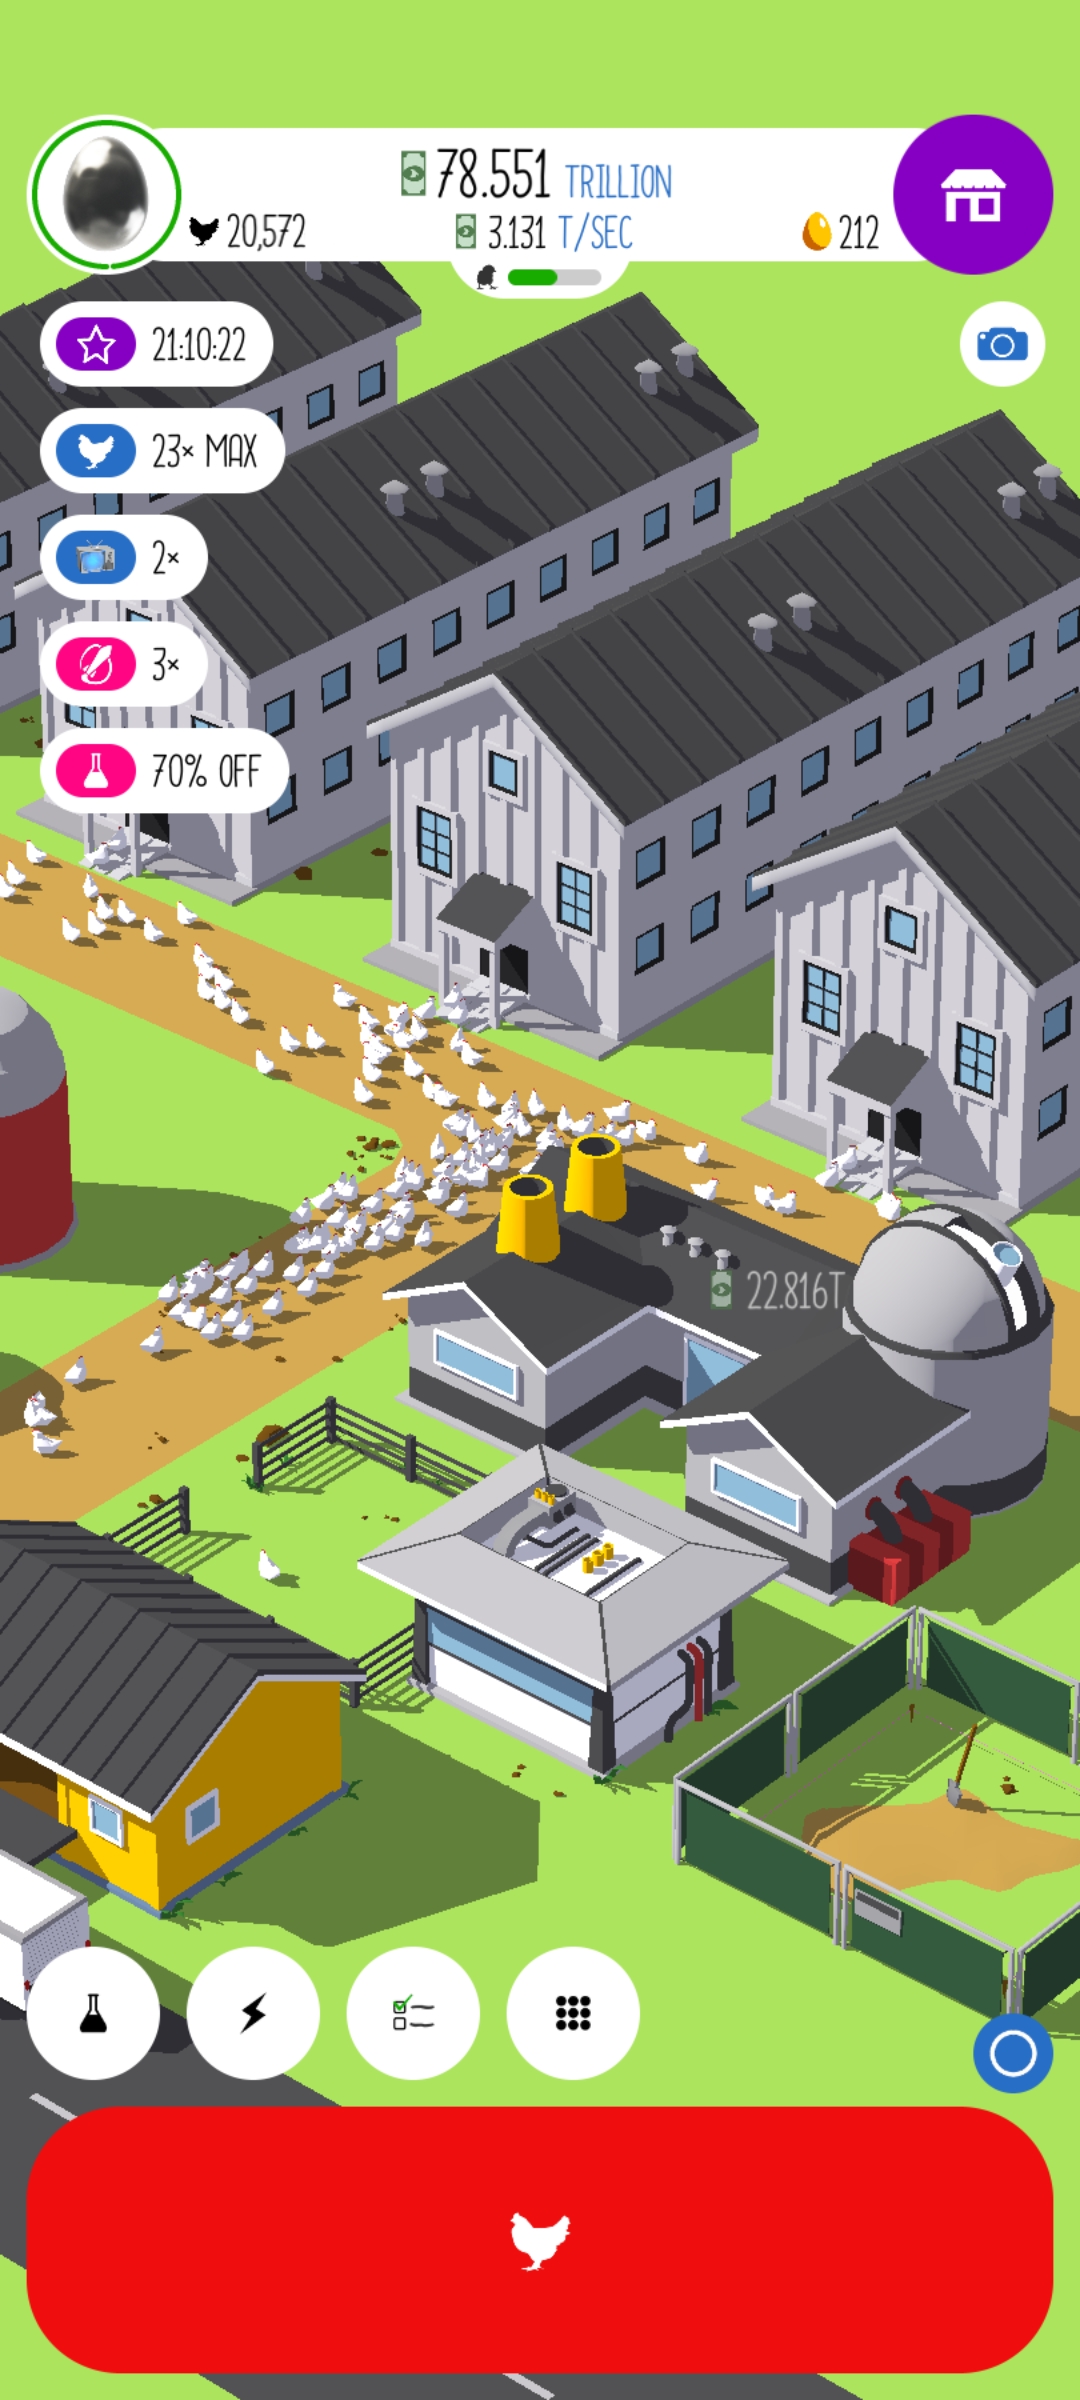 78.551 TRILLION
20,572
3.131 T/SEC
212
21:10:22
23× MAX
2×
3×
70% OFF
22.816T